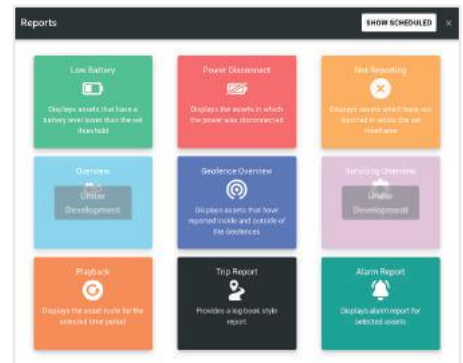 Reports
SHOW SCHEDULED ×
Low Battery
Displays assets that have a
battery level lower than the set
threshold
Power Disconnect
Displays the assets in which
the power was disconnected
Not Reporting
Displays assets which have not
reported in within the set
timeframe
Overview
Under
Development
Geofence Overview
Displays assets that have
reported inside and outside of
the Geofences
Servicing Overview
Under
Development
Playback
Displays the asset route for the
selected time period
Trip Report
Provides a log book style
report
Alarm Report
Displays alarm report for
selected assets